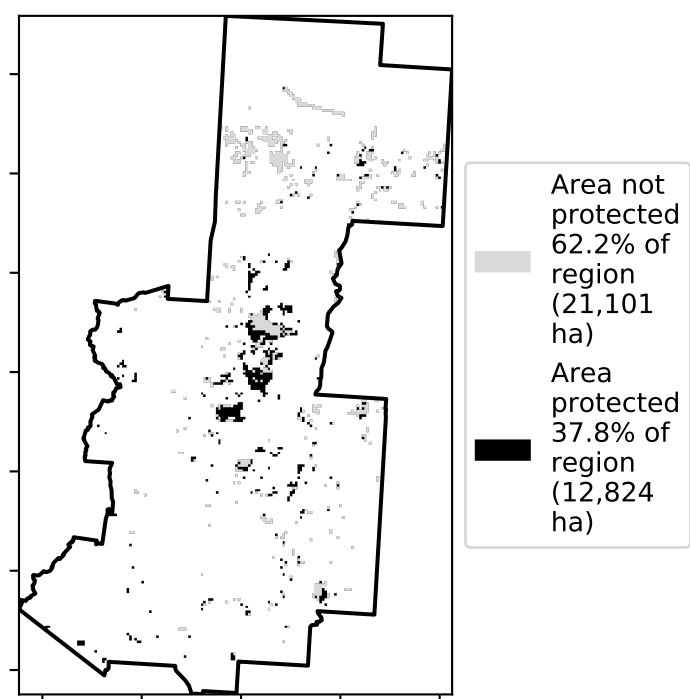 Area not
protected
62.2% of
region
(21,101
ha)
Area
protected
37.8% of
region
(12,824
ha)